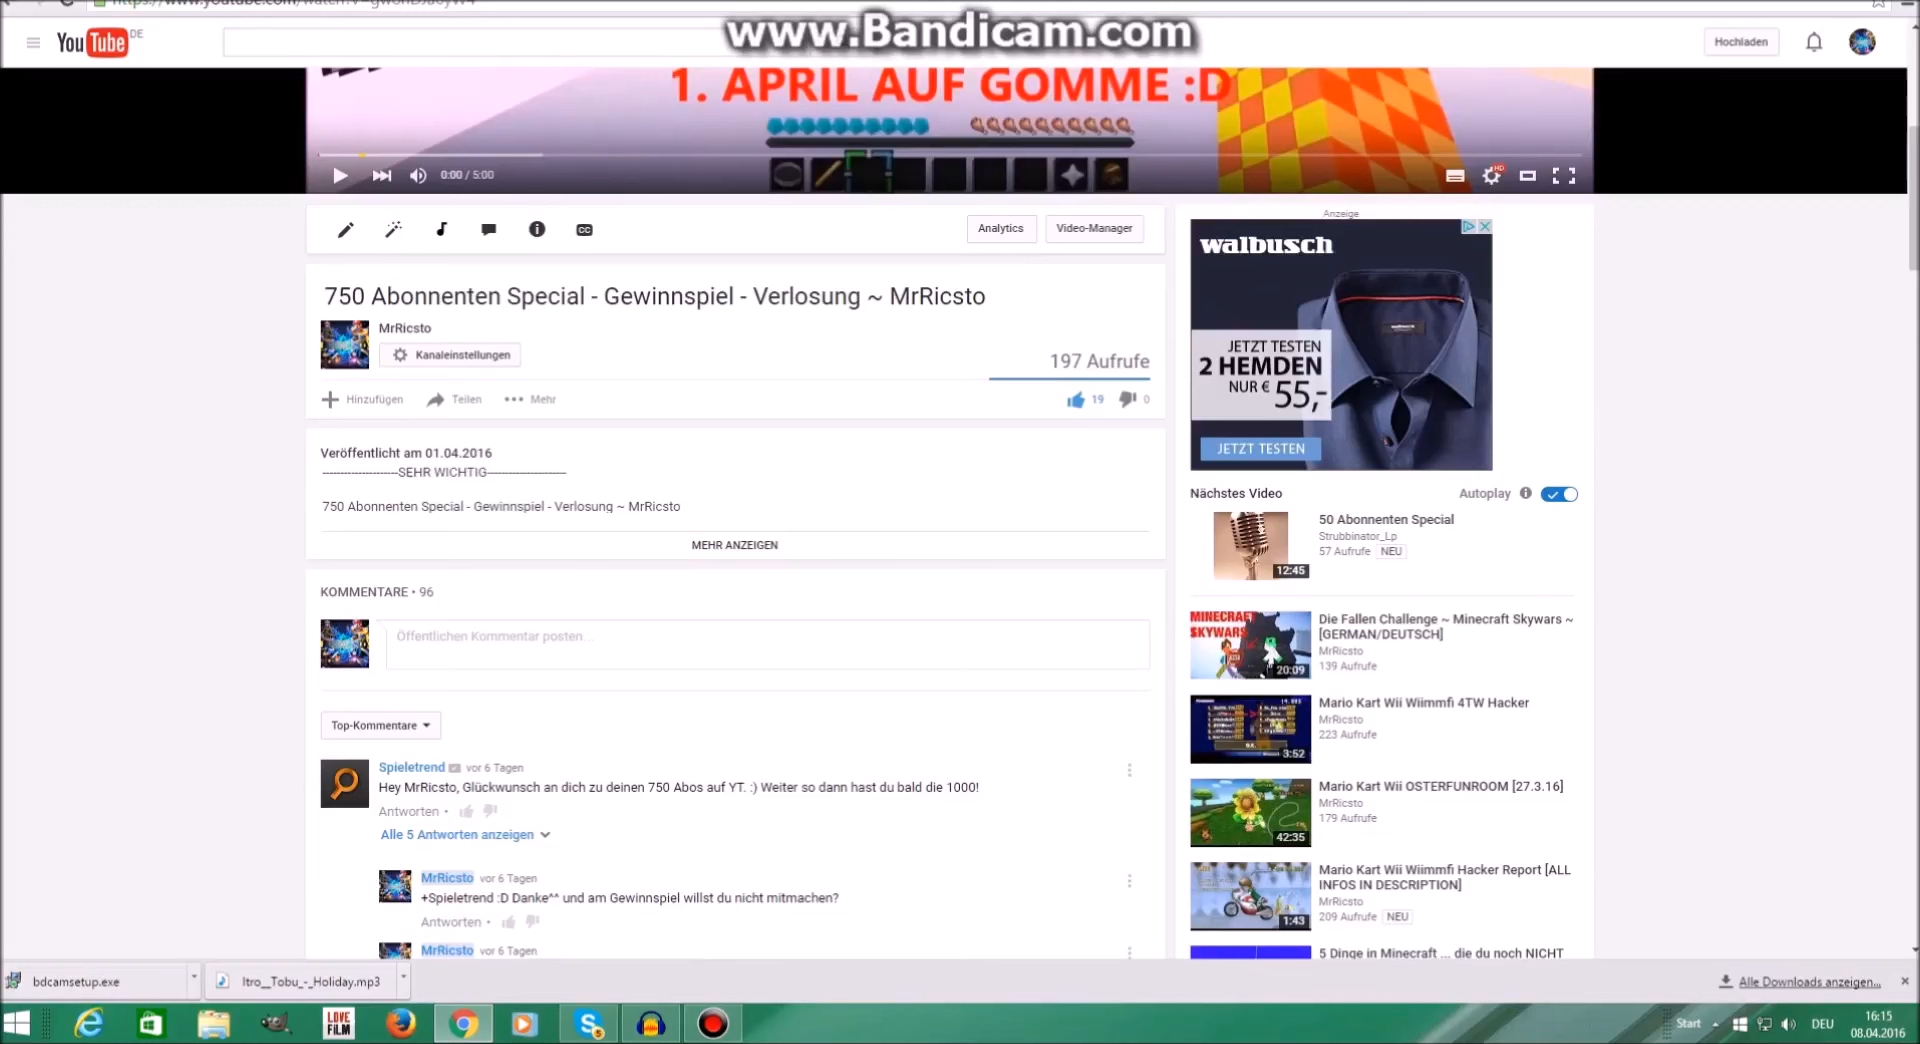 www.Bandicam.com
YouTube DE
Hochladen
1. APRIL AUF GOMME :D
0:00 / 5:00
HD
CC
Analytics
Video-Manager
750 Abonnenten Special - Gewinnspiel - Verlosung ~ MrRicsto
MrRicsto
Kanaleinstellungen
197 Aufrufe
Hinzufügen
Teilen
Mehr
19
0
Veröffentlicht am 01.04.2016
---------------------SEHR WICHTIG----------------------
750 Abonnenten Special - Gewinnspiel - Verlosung ~ MrRicsto
MEHR ANZEIGEN
KOMMENTARE • 96
Öffentlichen Kommentar posten...
Top-Kommentare
Spieletrend vor 6 Tagen
Hey MrRicsto, Glückwunsch an dich zu deinen 750 Abos auf YT. :) Weiter so dann hast du bald die 1000!
Antworten •
Alle 5 Antworten anzeigen
MrRicsto vor 6 Tagen
+Spieletrend :D Danke^^ und am Gewinnspiel willst du nicht mitmachen?
Antworten •
MrRicsto vor 6 Tagen
Anzeige
walbusch
JETZT TESTEN
2 HEMDEN
NUR € 55,-
JETZT TESTEN
Nächstes Video
Autoplay
50 Abonnenten Special
Strubbinator_Lp
57 Aufrufe NEU
12:45
MINECRAFT
SKYWARS
20:09
Die Fallen Challenge ~ Minecraft Skywars ~
[GERMAN/DEUTSCH]
MrRicsto
139 Aufrufe
3:52
Mario Kart Wii Wiimmfi 4TW Hacker
MrRicsto
223 Aufrufe
42:35
Mario Kart Wii OSTERFUNROOM [27.3.16]
MrRicsto
179 Aufrufe
1:43
Mario Kart Wii Wiimmfi Hacker Report [ALL
INFOS IN DESCRIPTION]
MrRicsto
209 Aufrufe NEU
5 Dinge in Minecraft ... die du noch NICHT
bdcamsetup.exe
Itro__Tobu_-_Holiday.mp3
Alle Downloads anzeigen...
LOVE
FiLM
5
Start
DEU
16:15
08.04.2016